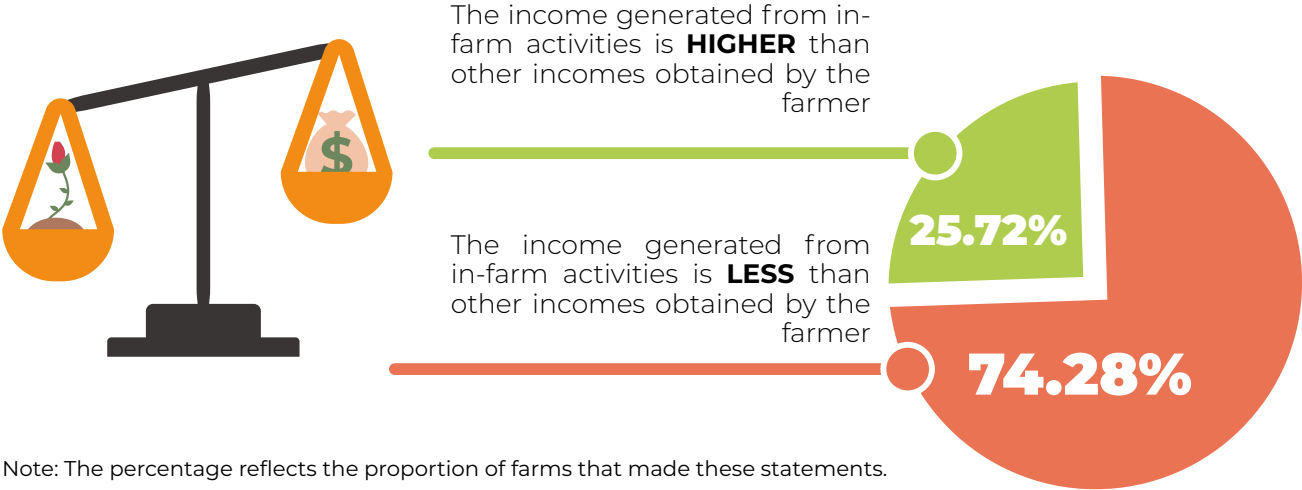 The income generated from in-
farm activities is HIGHER than
other incomes obtained by the
farmer
$
25.72%
The income generated from
in-farm activities is LESS than
other incomes obtained by the
farmer
74.28%
Note: The percentage reflects the proportion of farms that made these statements.